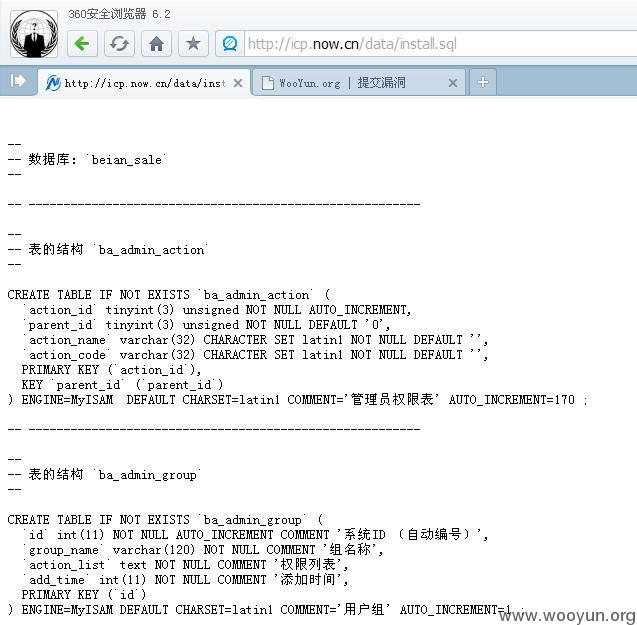 360安全浏览器 6.2
http://icp.now.cn/data/install.sql
http://icp.now.cn/data/inst
WooYun.org | 提交漏洞
--
-- 数据库: `beian_sale`
--
-- --------------------------------------------------------
--
-- 表的结构 `ba_admin_action`
--
CREATE TABLE IF NOT EXISTS `ba_admin_action` (
`action_id` tinyint(3) unsigned NOT NULL AUTO_INCREMENT,
`parent_id` tinyint(3) unsigned NOT NULL DEFAULT '0',
`action_name` varchar(32) CHARACTER SET latin1 NOT NULL DEFAULT '',
`action_code` varchar(32) CHARACTER SET latin1 NOT NULL DEFAULT '',
PRIMARY KEY (`action_id`),
KEY `parent_id` (`parent_id`)
) ENGINE=MyISAM  DEFAULT CHARSET=latin1 COMMENT='管理员权限表' AUTO_INCREMENT=170 ;
-- --------------------------------------------------------
--
-- 表的结构 `ba_admin_group`
--
CREATE TABLE IF NOT EXISTS `ba_admin_group` (
`id` int(11) NOT NULL AUTO_INCREMENT COMMENT '系统ID （自动编号）',
`group_name` varchar(120) NOT NULL COMMENT '组名称',
`action_list` text NOT NULL COMMENT '权限列表',
`add_time` int(11) NOT NULL COMMENT '添加时间',
PRIMARY KEY (`id`)
) ENGINE=MyISAM DEFAULT CHARSET=latin1 COMMENT='用户组' AUTO_INCREMENT=1 ;
www.wooyun.org